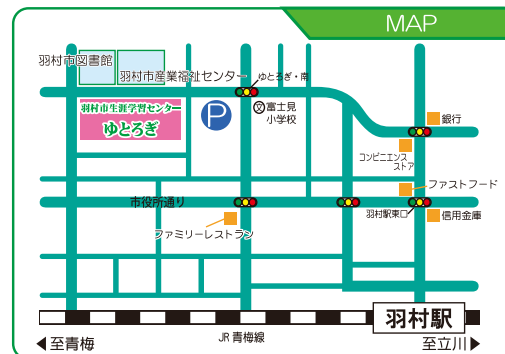 MAP
羽村市図書館
羽村市産業福祉センター
ゆとろぎ・南
羽村市生涯学習センター
ゆとろぎ
P
文
富士見
小学校
銀行
コンビニエンス
ストア
ファストフード
市役所通り
羽村駅東口
信用金庫
ファミリーレストラン
羽村駅
JR青梅線
至青梅
至立川